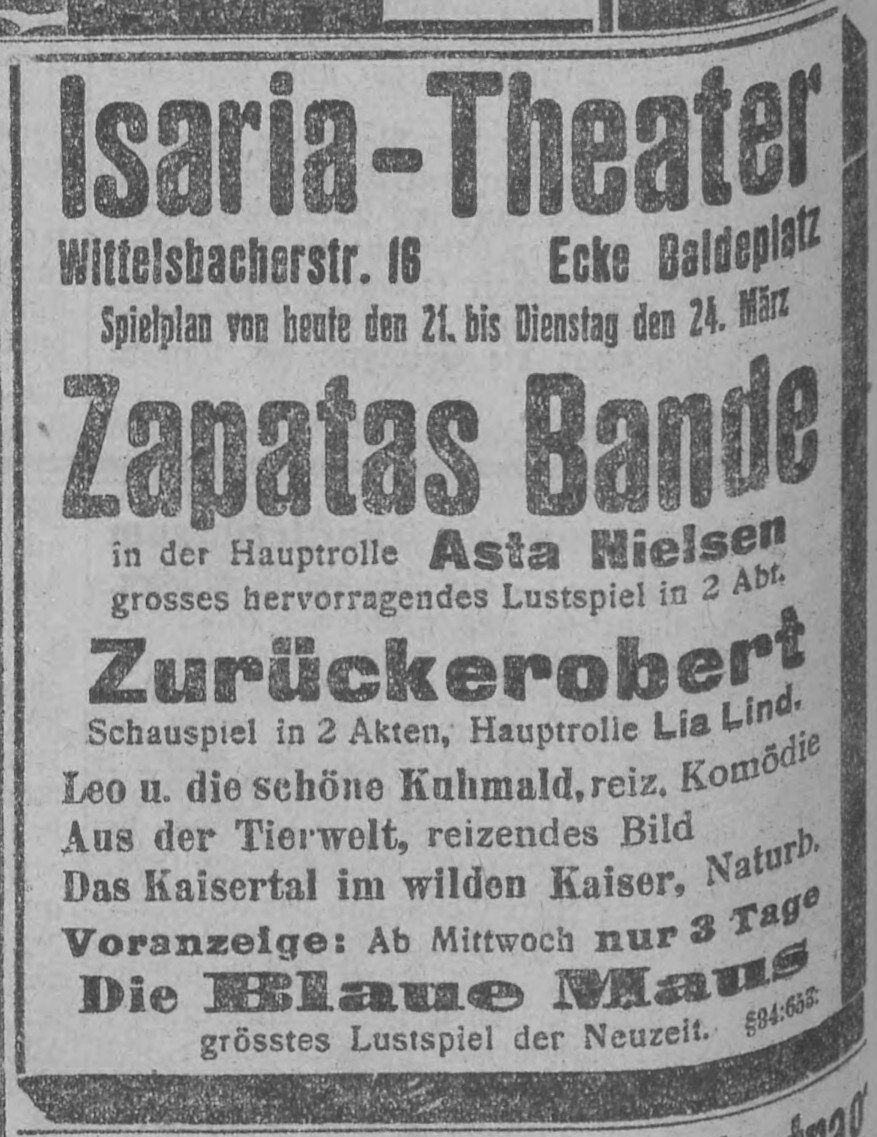 Isaria-Theater
Wittelsbacherstr. 16 Ecke Baldeplatz
Spielplan von heute den 21. bis Dienstag den 24. März
Zapatas Bande
in der Hauptrolle Asta Nielsen
grosses hervorragendes Lustspiel in 2 Abt.
Zurückerobert
Schauspiel in 2 Akten, Hauptrolle Lia Lind.
Leo u. die schöne Kuhmald, reiz. Komödie
Aus der Tierwelt, reizendes Bild
Das Kaisertal im wilden Kaiser, Naturb.
Voranzeige: Ab Mittwoch nur 3 Tage
Die Blaue Maus
grösstes Lustspiel der Neuzeit.